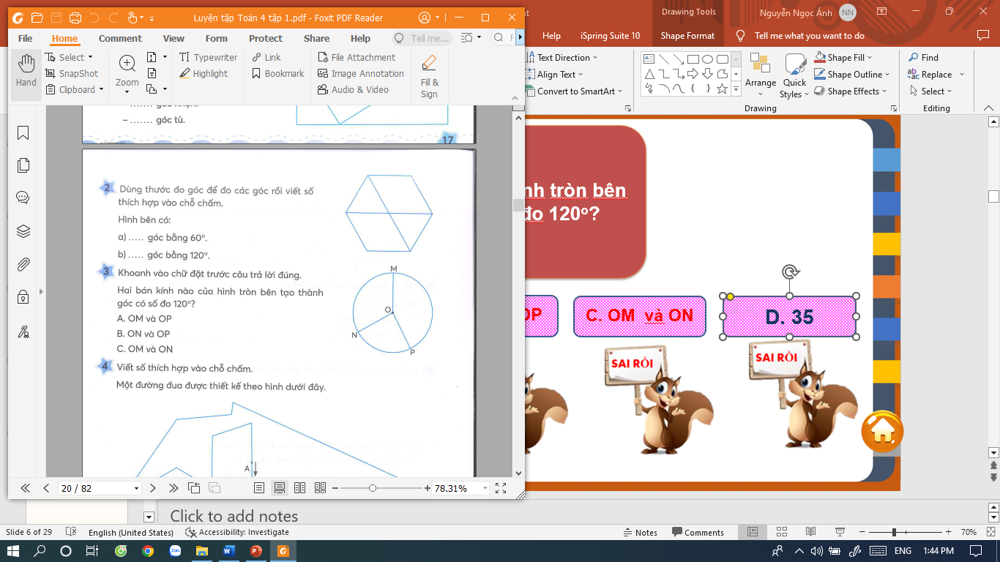 Luyện tập Toán 4 tập 1.pdf - Foxit PDF Reader
File Home Comment View Form Protect Share Help Tell me...
Hand
Select
SnapShot
Clipboard
Zoom
Typewriter
Highlight
Link
Bookmark
File Attachment
Image Annotation
Audio & Video
Fill &
Sign
– ....... góc tù.
17
2 Dùng thước đo góc để đo các góc rồi viết số
thích hợp vào chỗ chấm.
Hình bên có:
a) ..... góc bằng 60°.
b) ..... góc bằng 120°.
3 Khoanh vào chữ đặt trước câu trả lời đúng.
Hai bán kính nào của hình tròn bên tạo thành
góc có số đo 120°?
A. OM và OP
B. ON và OP
C. OM và ON
M
O
N
P
4 Viết số thích hợp vào chỗ chấm.
Một đường đua được thiết kế theo hình dưới đây.
A
20 / 82
78.31%
Drawing Tools
Nguyễn Ngọc Ánh NN
Help iSpring Suite 10 Shape Format Tell me what you want to do
Text Direction
Align Text
Convert to SmartArt
Arrange
Quick
Styles
Shape Fill
Shape Outline
Shape Effects
Drawing
Find
Replace
Select
Editing
nh tròn bên
đo 120º?
OP
C. OM và ON
D. 35
SAI RỒI
SAI RỒI
Click to add notes
Slide 6 of 29 English (United States) Accessibility: Investigate Notes Comments 70%
Zalo
ENG 1:44 PM